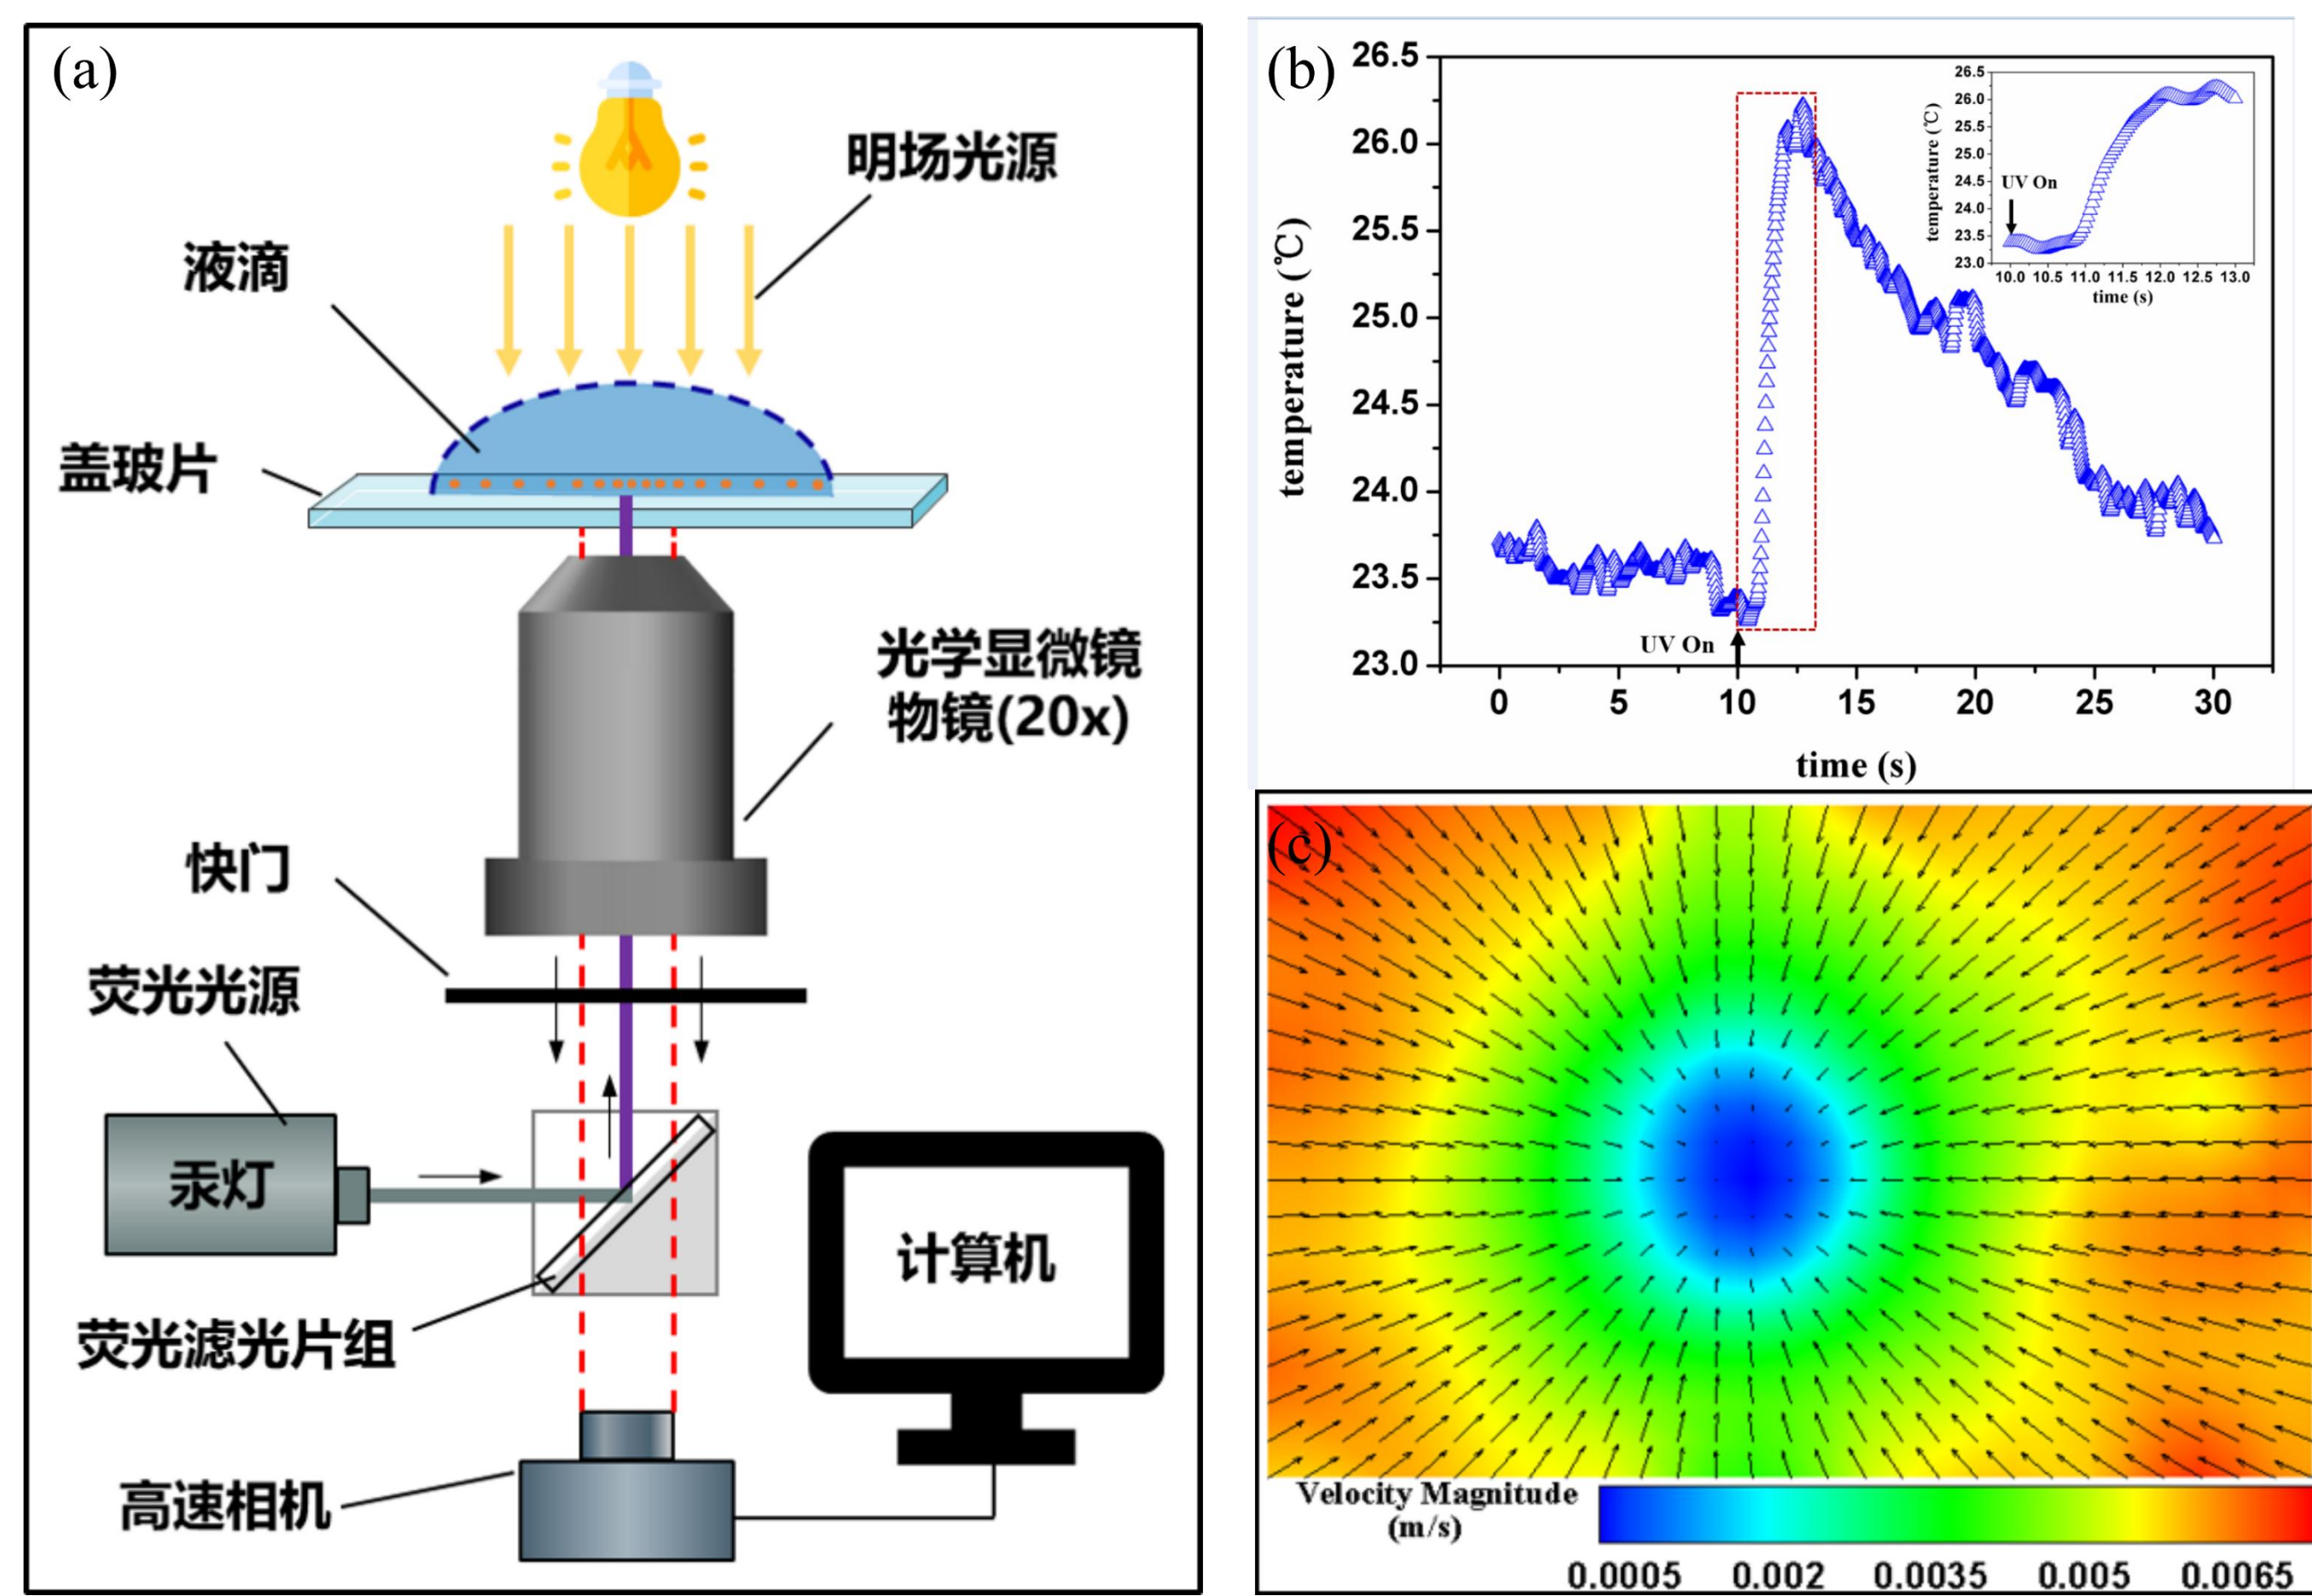 (a)
明场光源
液滴
盖玻片
光学显微镜
物镜(20x)
快门
荧光光源
汞灯
计算机
荧光滤光片组
高速相机
(b)
26.5
26.0
25.5
25.0
24.5
24.0
23.5
23.0
temperature (℃)
0 5 10 15 20 25 30
time (s)
UV On
26.5
26.0
25.5
25.0
24.5
24.0
23.5
23.0
temperature (℃)
UV On
10.0 10.5 11.0 11.5 12.0 12.5 13.0
time (s)
(c)
Velocity Magnitude
(m/s)
0.0005 0.002 0.0035 0.005 0.0065